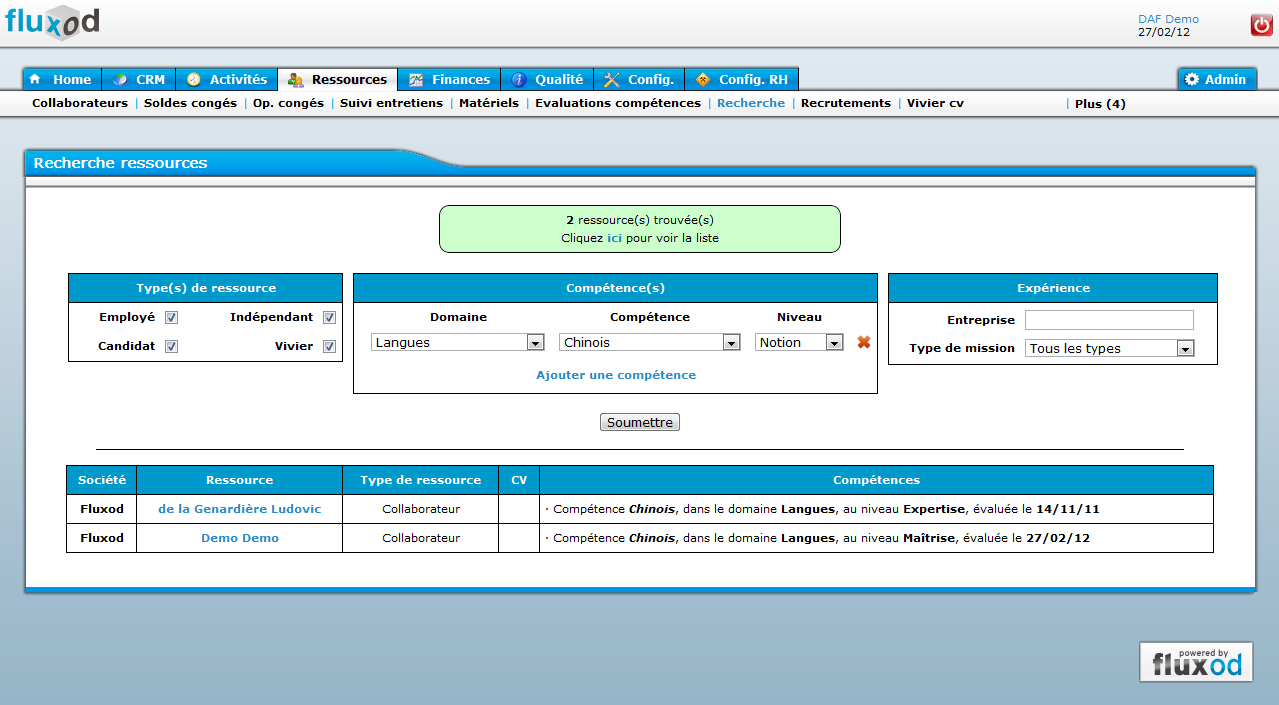 fluxod
DAF Demo
27/02/12
Home CRM Activités Ressources Finances Qualité Config. Config. RH Admin
Collaborateurs | Soldes congés | Op. congés | Suivi entretiens | Matériels | Evaluations compétences | Recherche | Recrutements | Vivier cv | Plus (4)
Recherche ressources
2 ressource(s) trouvée(s)
Cliquez ici pour voir la liste
Type(s) de ressource
Employé Indépendant
Candidat Vivier
Compétence(s)
Domaine Compétence Niveau
Langues Chinois Notion
Ajouter une compétence
Expérience
Entreprise
Type de mission Tous les types
Soumettre
Société Ressource Type de ressource CV Compétences
Fluxod de la Genardière Ludovic Collaborateur · Compétence Chinois, dans le domaine Langues, au niveau Expertise, évaluée le 14/11/11
Fluxod Demo Demo Collaborateur · Compétence Chinois, dans le domaine Langues, au niveau Maîtrise, évaluée le 27/02/12
powered by
fluxod